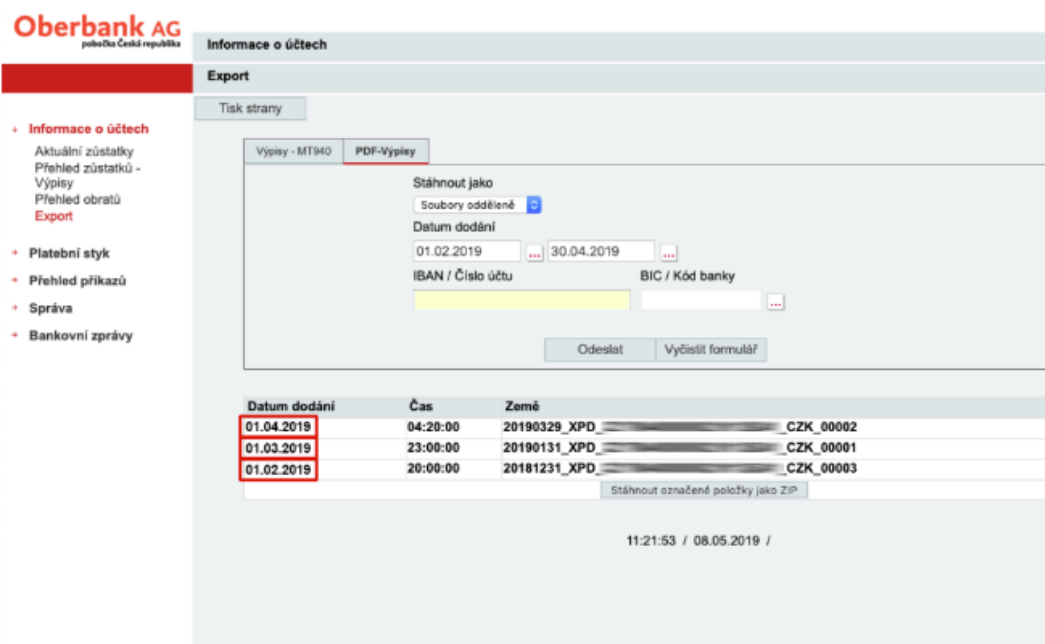 Oberbank AG
pobočka Česká republika
Informace o účtech
Export
Tisk strany
Informace o účtech
Aktuální zůstatky
Přehled zůstatků -
Výpisy
Přehled obratů
Export
Platební styk
Přehled příkazů
Správa
Bankovní zprávy
Výpisy - MT940 PDF-Výpisy
Stáhnout jako
Soubory odděleně
Datum dodání
01.02.2019 ... 30.04.2019 ...
IBAN / Číslo účtu BIC / Kód banky
...
Odeslat Vyčistit formulář
Datum dodání Čas Země
01.04.2019 04:20:00 20190329_XPD_ _CZK_00002
01.03.2019 23:00:00 20190131_XPD_ _CZK_00001
01.02.2019 20:00:00 20181231_XPD_ _CZK_00003
Stáhnout označené položky jako ZIP
11:21:53 / 08.05.2019 /